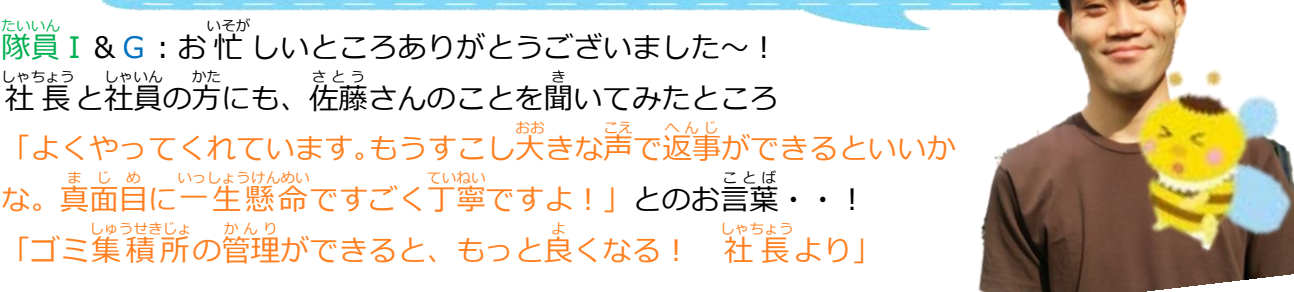 隊員I & G：お忙しいところありがとうございました～！
社長と社員の方にも、佐藤さんのことを聞いてみたところ
「よくやってくれています。もうすこし大きな声で返事ができるといいか
な。真面目に一生懸命ですごく丁寧ですよ！」とのお言葉・・！
「ゴミ集積所の管理ができると、もっと良くなる！　社長より」